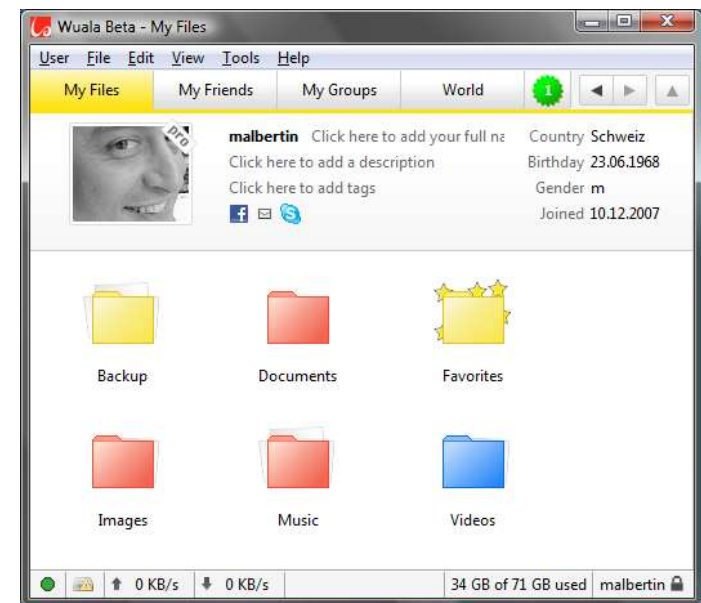 Wuala Beta - My Files
User File Edit View Tools Help
My Files My Friends My Groups World 1
pro
malbertin Click here to add your full na Country Schweiz
Click here to add a description Birthday 23.06.1968
Click here to add tags Gender m
Joined 10.12.2007
Backup Documents Favorites
Images Music Videos
0 KB/s 0 KB/s 34 GB of 71 GB used malbertin